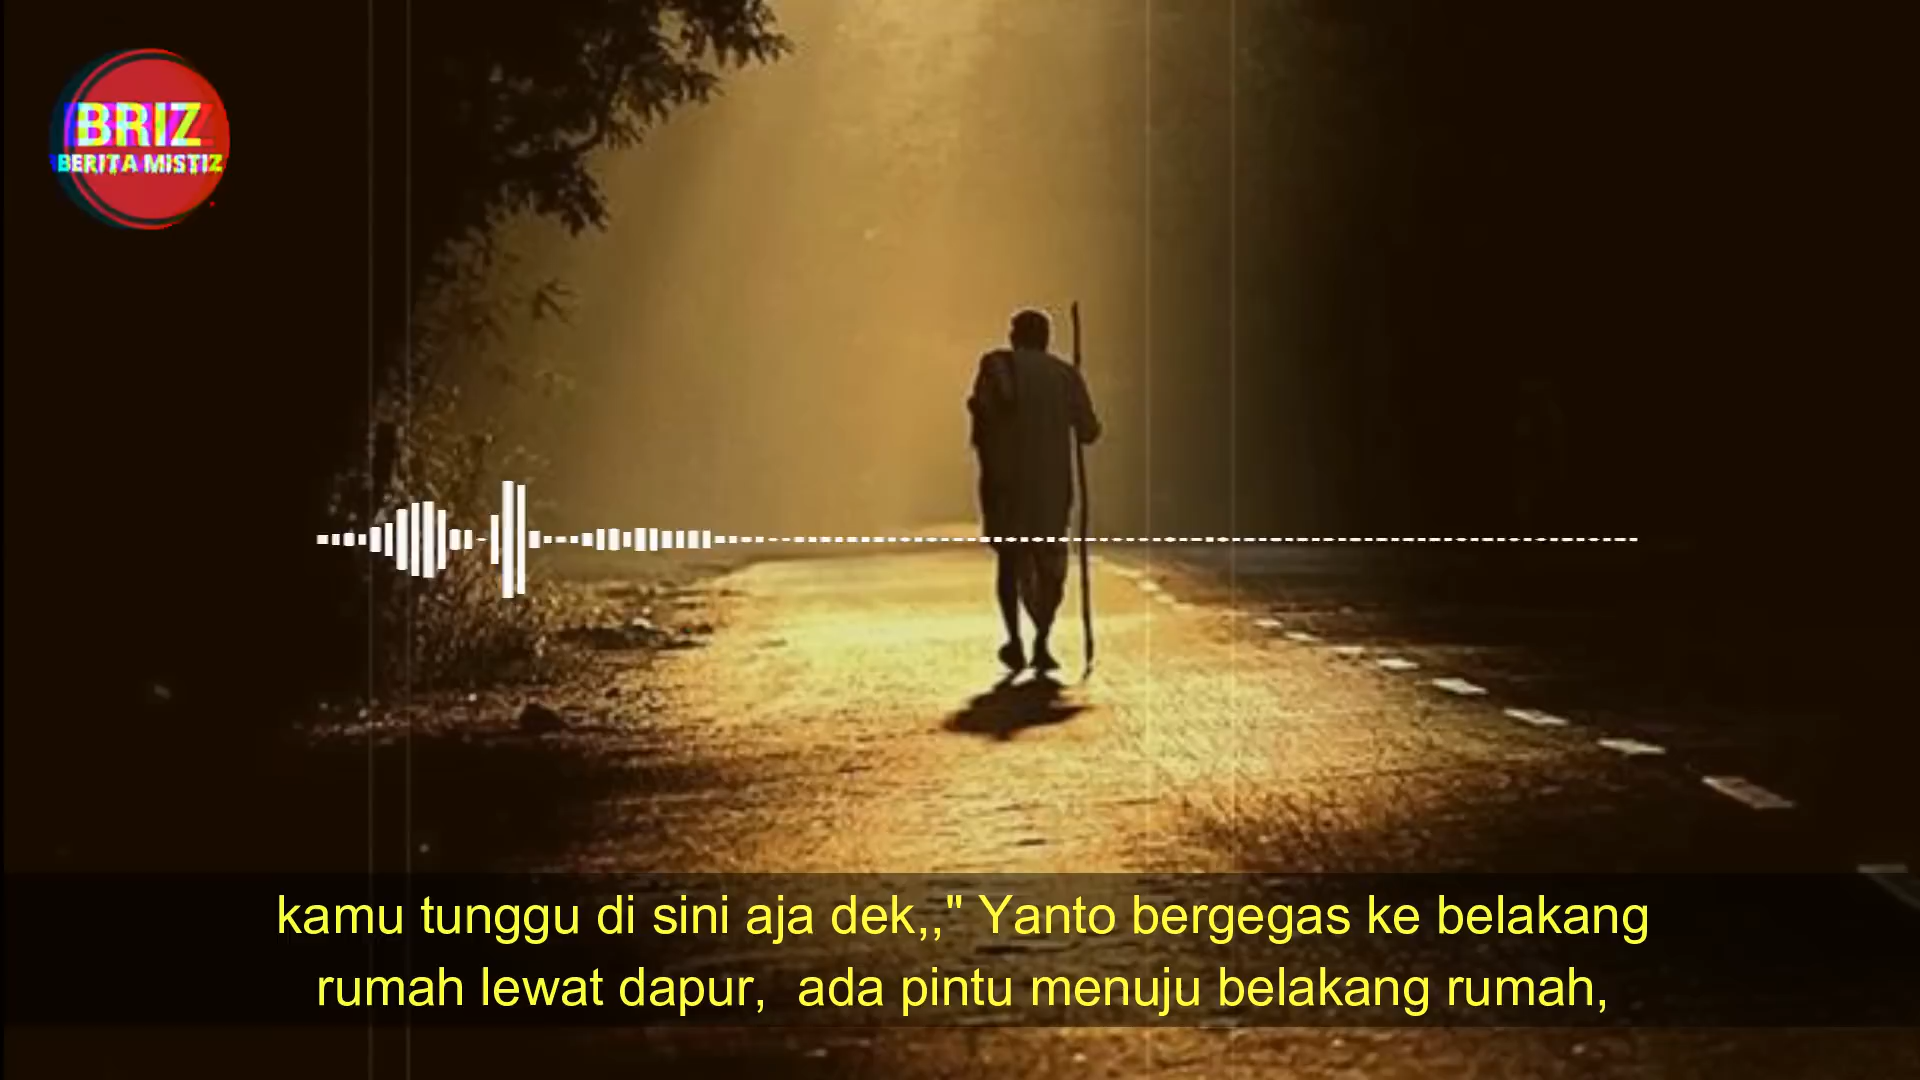 BRIZ
BERITA MISTIZ
kamu tunggu di sini aja dek,," Yanto bergegas ke belakang
rumah lewat dapur,  ada pintu menuju belakang rumah,